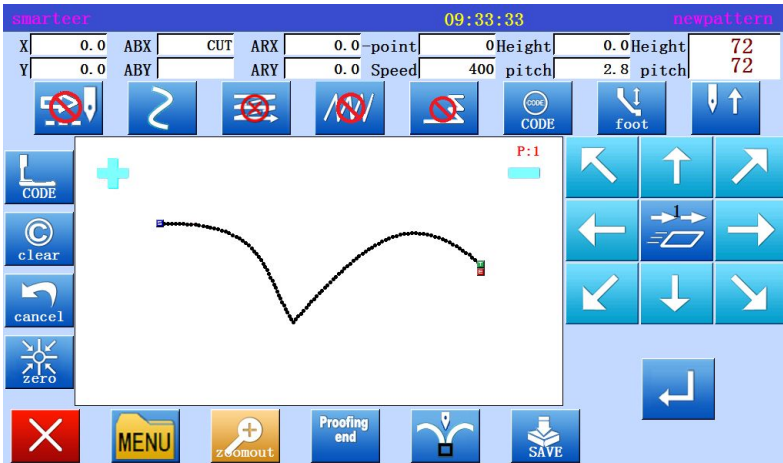 smarteer 09:33:33 newpattern
X 0.0 ABX CUT ARX 0.0 -point 0 Height 0.0 Height 72
Y 0.0 ABY ARY 0.0 Speed 400 pitch 2.8 pitch 72
CODE
CODE
foot
P:1
CODE
clear
1
cancel
zero
MENU
zoomout
Proofing
end
SAVE